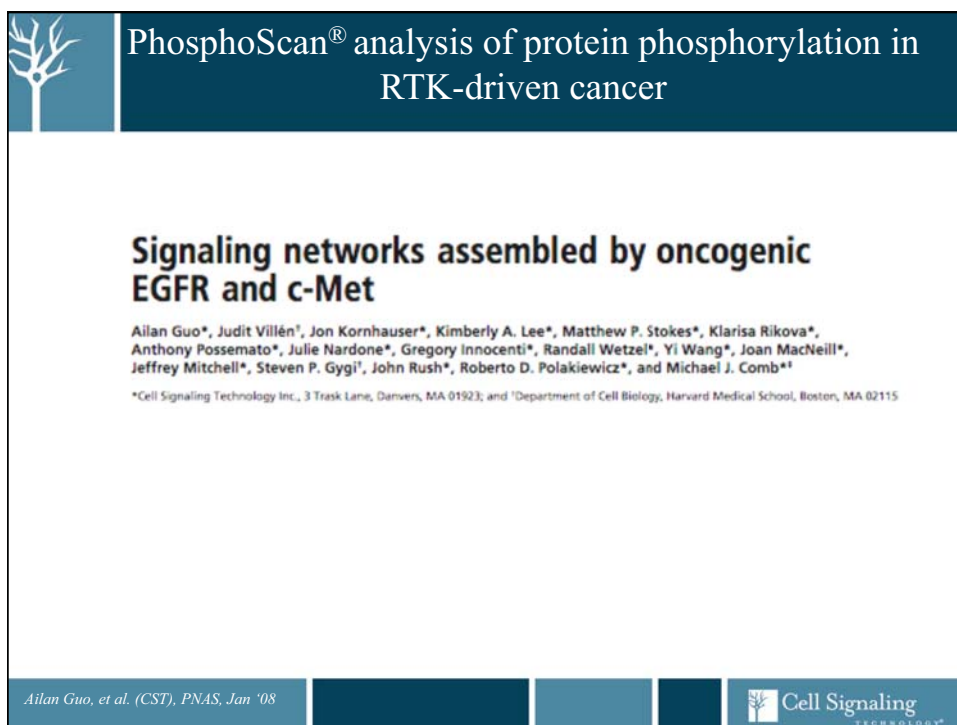 PhosphoScan® analysis of protein phosphorylation in
RTK-driven cancer
Signaling networks assembled by oncogenic
EGFR and c-Met
Ailan Guo*, Judit Villén†, Jon Kornhauser*, Kimberly A. Lee*, Matthew P. Stokes*, Klarisa Rikova*,
Anthony Possemato*, Julie Nardone*, Gregory Innocenti*, Randall Wetzel*, Yi Wang*, Joan MacNeill*,
Jeffrey Mitchell*, Steven P. Gygi†, John Rush*, Roberto D. Polakiewicz*, and Michael J. Comb*‡
*Cell Signaling Technology Inc., 3 Trask Lane, Danvers, MA 01923; and †Department of Cell Biology, Harvard Medical School, Boston, MA 02115
Ailan Guo, et al. (CST), PNAS, Jan ‘08
Cell Signaling
TECHNOLOGY®